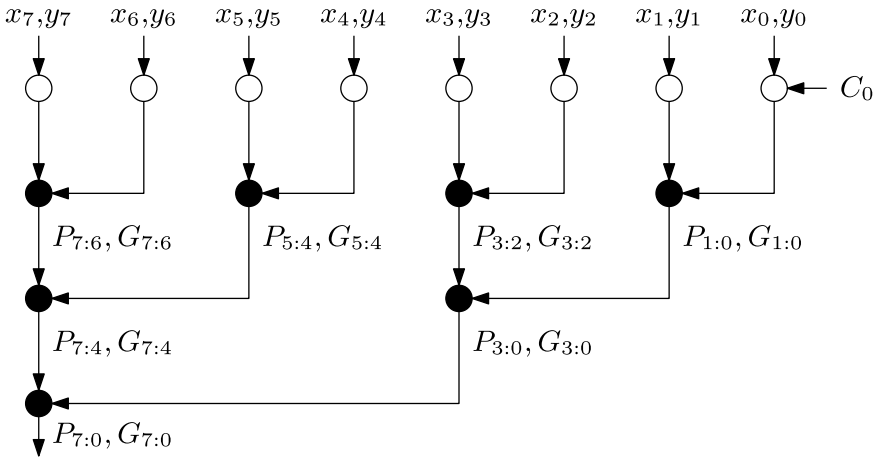 x₇,y₇ x₆,y₆ x₅,y₅ x₄,y₄ x₃,y₃ x₂,y₂ x₁,y₁ x₀,y₀
C₀
P₇:₆, G₇:₆ P₅:₄, G₅:₄ P₃:₂, G₃:₂ P₁:₀, G₁:₀
P₇:₄, G₇:₄ P₃:₀, G₃:₀
P₇:₀, G₇:₀